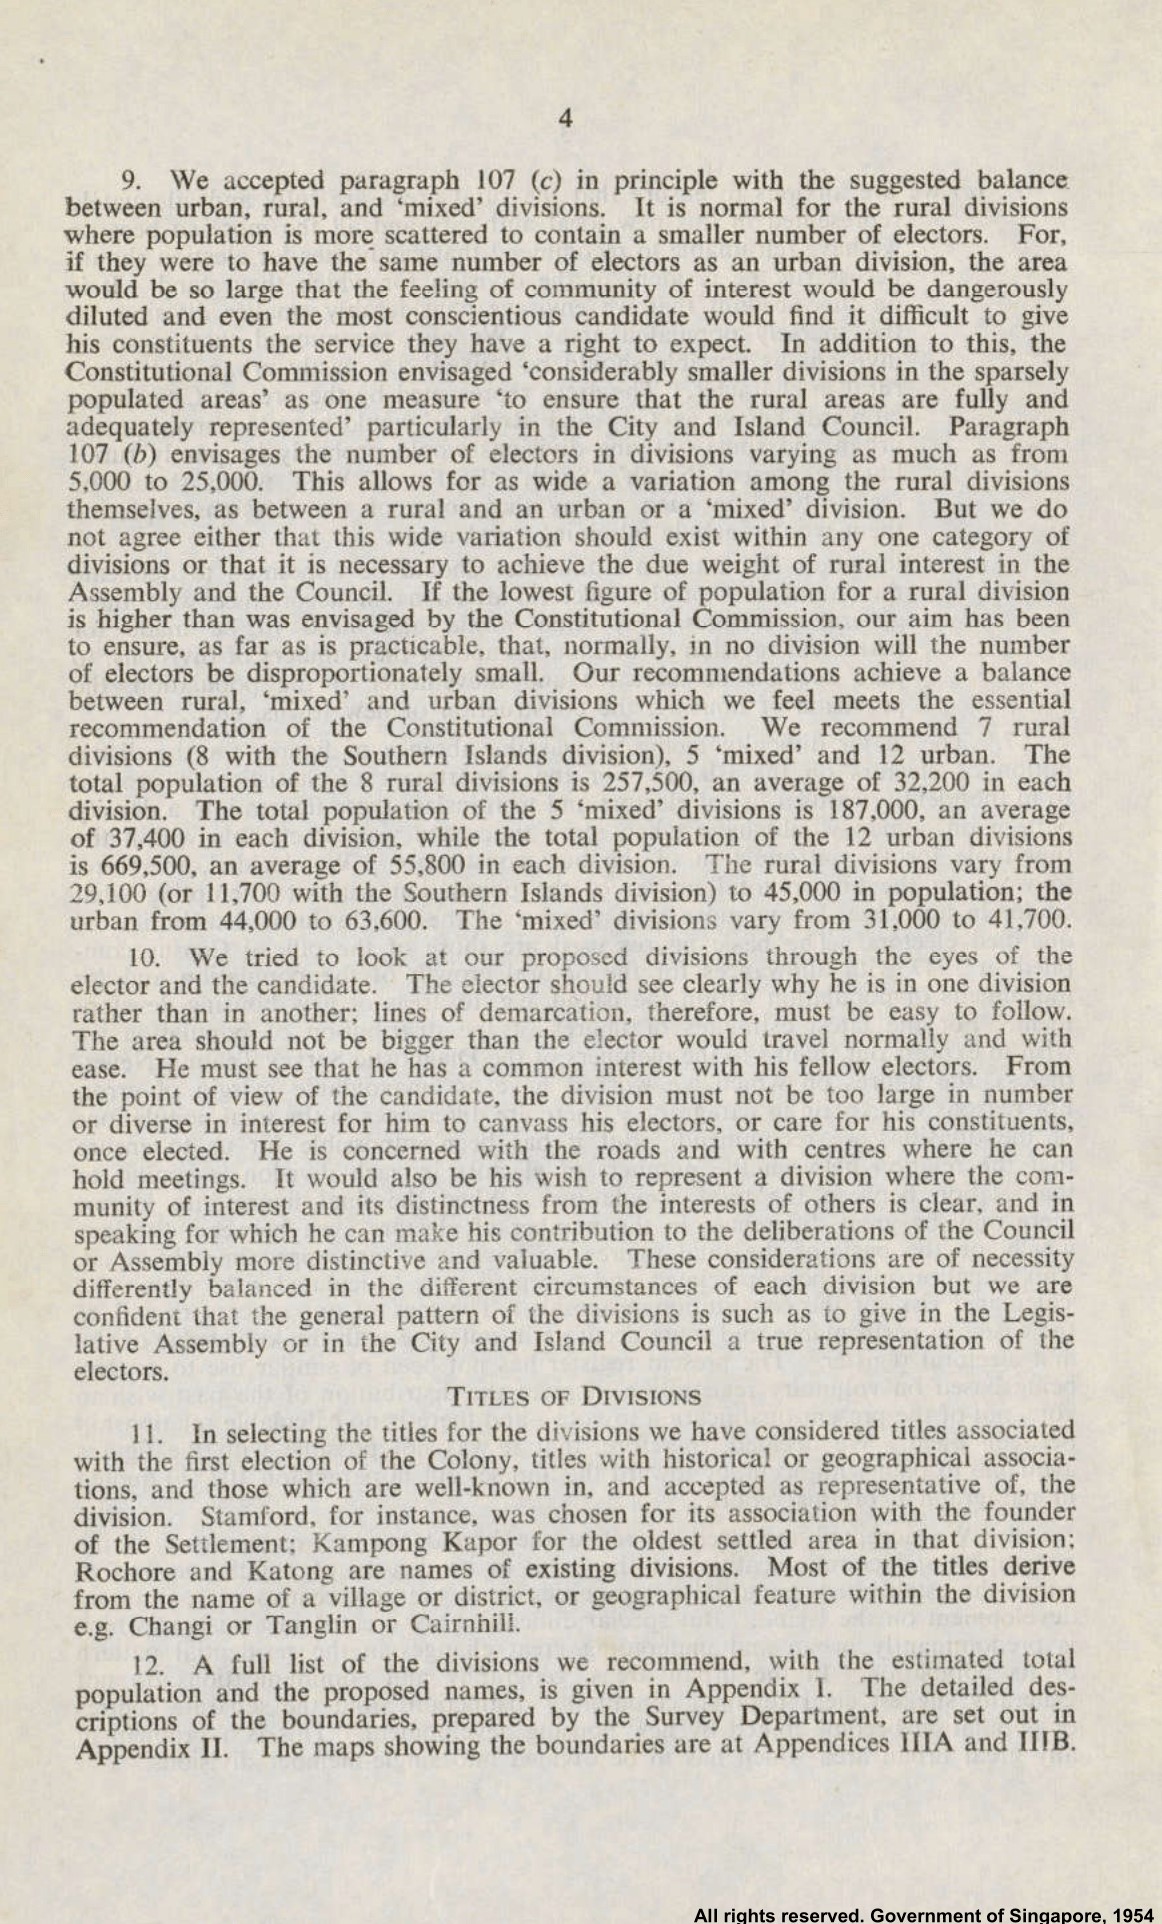 4
9. We accepted paragraph 107 (c) in principle with the suggested balance
between urban, rural, and ‘mixed’ divisions. It is normal for the rural divisions
where population is more scattered to contain a smaller number of electors. For,
if they were to have the same number of electors as an urban division, the area
would be so large that the feeling of community of interest would be dangerously
diluted and even the most conscientious candidate would find it difficult to give
his constituents the service they have a right to expect. In addition to this, the
Constitutional Commission envisaged ‘considerably smaller divisions in the sparsely
populated areas’ as one measure ‘to ensure that the rural areas are fully and
adequately represented’ particularly in the City and Island Council. Paragraph
107 (b) envisages the number of electors in divisions varying as much as from
5,000 to 25,000. This allows for as wide a variation among the rural divisions
themselves, as between a rural and an urban or a ‘mixed’ division. But we do
not agree either that this wide variation should exist within any one category of
divisions or that it is necessary to achieve the due weight of rural interest in the
Assembly and the Council. If the lowest figure of population for a rural division
is higher than was envisaged by the Constitutional Commission, our aim has been
to ensure, as far as is practicable, that, normally, in no division will the number
of electors be disproportionately small. Our recommendations achieve a balance
between rural, ‘mixed’ and urban divisions which we feel meets the essential
recommendation of the Constitutional Commission. We recommend 7 rural
divisions (8 with the Southern Islands division), 5 ‘mixed’ and 12 urban. The
total population of the 8 rural divisions is 257,500, an average of 32,200 in each
division. The total population of the 5 ‘mixed’ divisions is 187,000, an average
of 37,400 in each division, while the total population of the 12 urban divisions
is 669,500, an average of 55,800 in each division. The rural divisions vary from
29,100 (or 11,700 with the Southern Islands division) to 45,000 in population; the
urban from 44,000 to 63,600. The ‘mixed’ divisions vary from 31,000 to 41,700.
10. We tried to look at our proposed divisions through the eyes of the
elector and the candidate. The elector should see clearly why he is in one division
rather than in another; lines of demarcation, therefore, must be easy to follow.
The area should not be bigger than the elector would travel normally and with
ease. He must see that he has a common interest with his fellow electors. From
the point of view of the candidate, the division must not be too large in number
or diverse in interest for him to canvass his electors, or care for his constituents,
once elected. He is concerned with the roads and with centres where he can
hold meetings. It would also be his wish to represent a division where the com-
munity of interest and its distinctness from the interests of others is clear, and in
speaking for which he can make his contribution to the deliberations of the Council
or Assembly more distinctive and valuable. These considerations are of necessity
differently balanced in the different circumstances of each division but we are
confident that the general pattern of the divisions is such as to give in the Legis-
lative Assembly or in the City and Island Council a true representation of the
electors.
TITLES OF DIVISIONS
11. In selecting the titles for the divisions we have considered titles associated
with the first election of the Colony, titles with historical or geographical associa-
tions, and those which are well-known in, and accepted as representative of, the
division. Stamford, for instance, was chosen for its association with the founder
of the Settlement; Kampong Kapor for the oldest settled area in that division;
Rochore and Katong are names of existing divisions. Most of the titles derive
from the name of a village or district, or geographical feature within the division
e.g. Changi or Tanglin or Cairnhill.
12. A full list of the divisions we recommend, with the estimated total
population and the proposed names, is given in Appendix I. The detailed des-
criptions of the boundaries, prepared by the Survey Department, are set out in
Appendix II. The maps showing the boundaries are at Appendices IIIA and IIIB.
All rights reserved. Government of Singapore, 1954